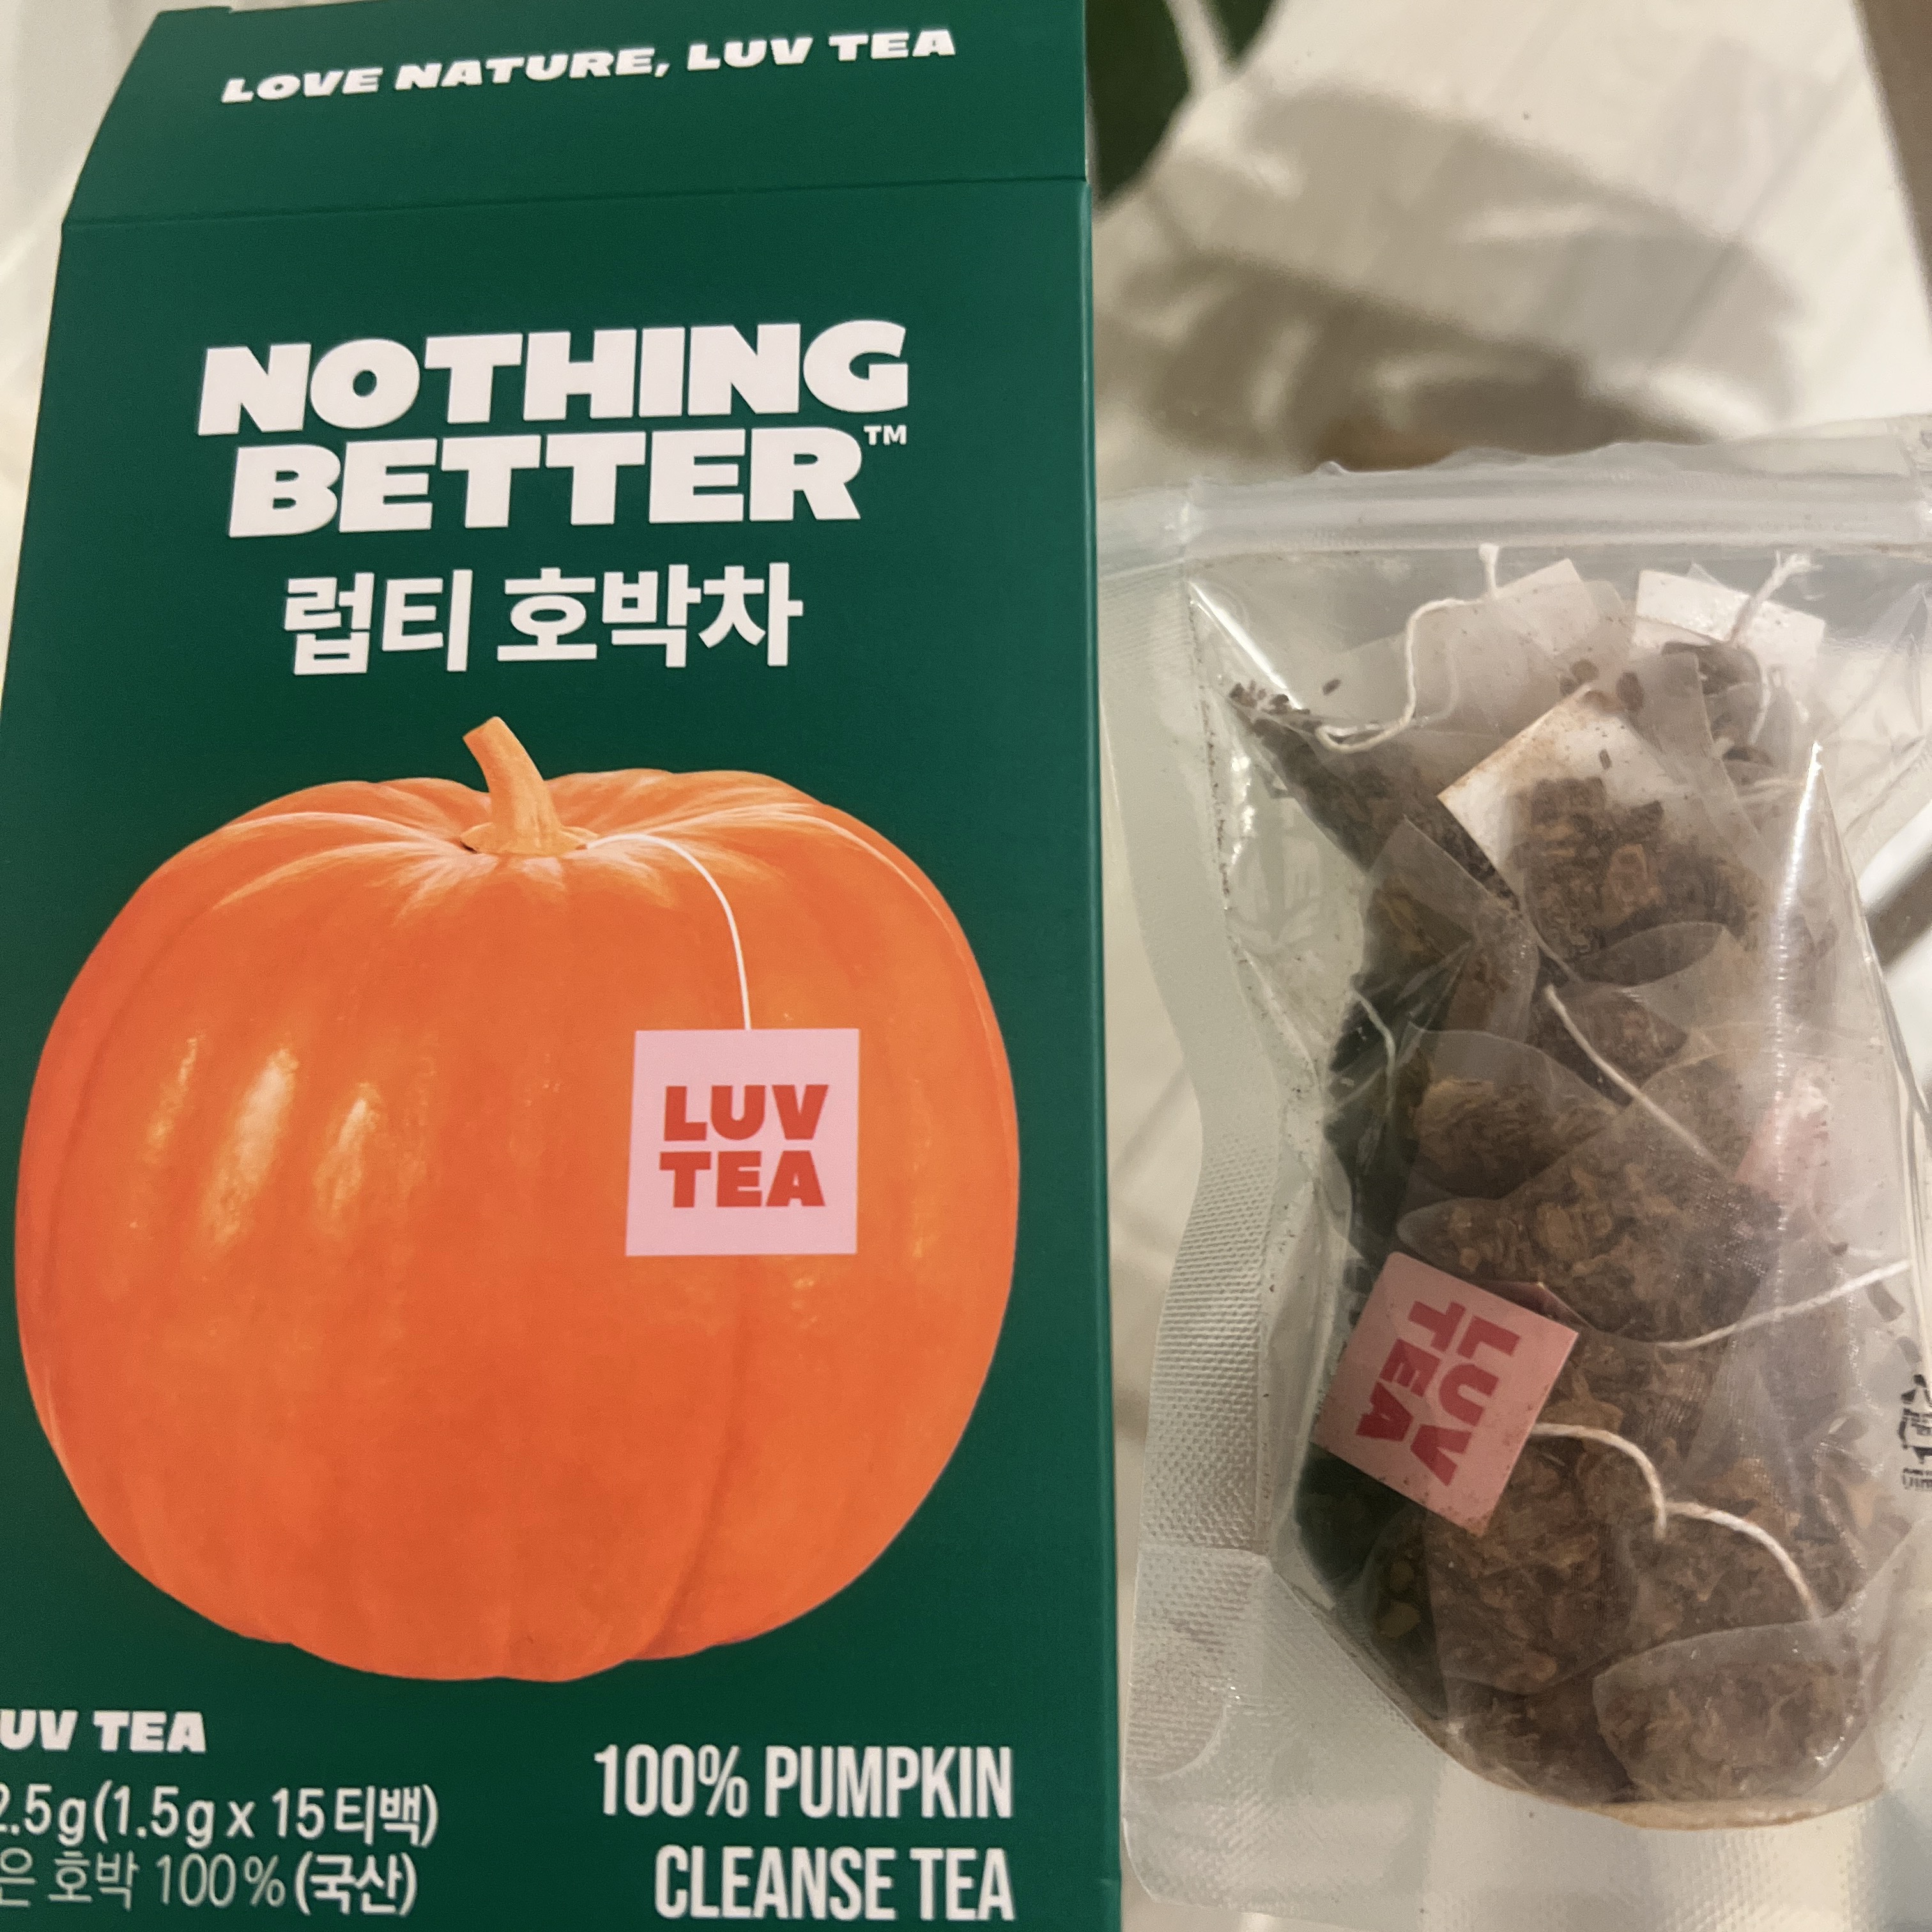 LOVE NATURE, LUV TEA
NOTHING
BETTER™
럽티 호박차
LUV
TEA
UV TEA
2.5g(1.5g x 15티백)
은 호박 100%(국산)
100% PUMPKIN
CLEANSE TEA
LUV
TEA